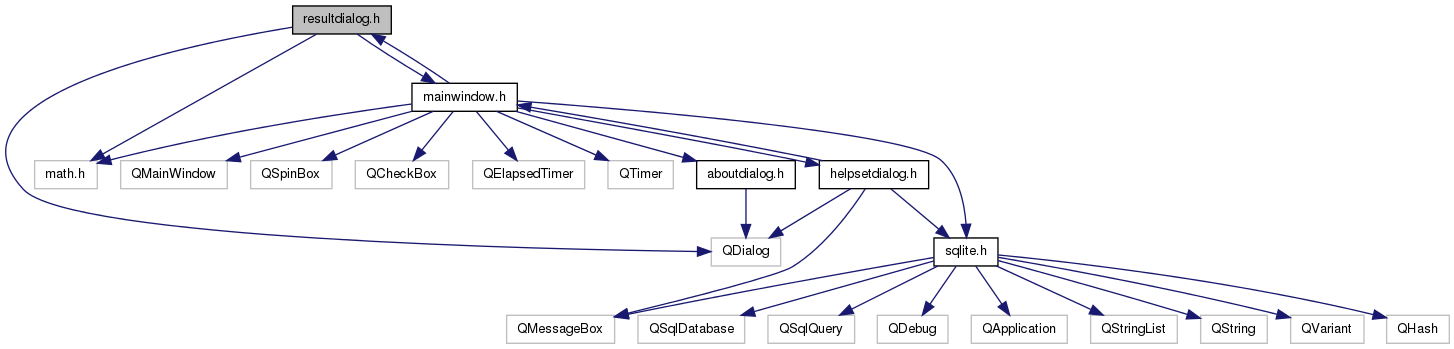 resultdialog.h
mainwindow.h
math.h
QMainWindow
QSpinBox
QCheckBox
QElapsedTimer
QTimer
aboutdialog.h
helpsetdialog.h
QDialog
sqlite.h
QMessageBox
QSqlDatabase
QSqlQuery
QDebug
QApplication
QStringList
QString
QVariant
QHash